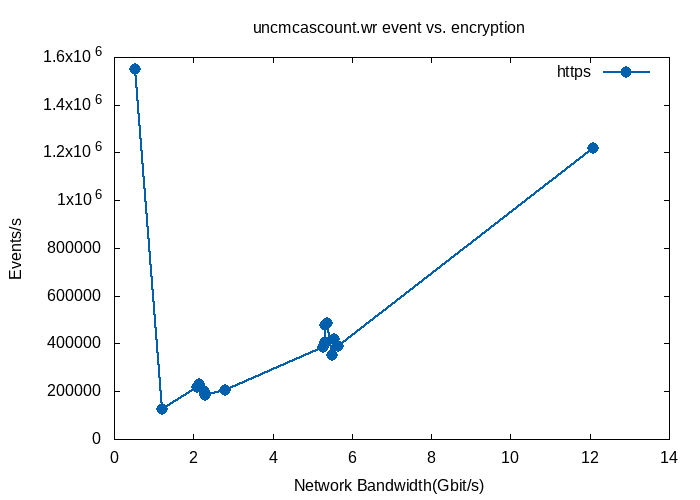 uncmcascount.wr event vs. encryption
1.6x10 6
1.4x10 6
1.2x10 6
1x10 6
800000
600000
400000
200000
0
https
Events/s
0 2 4 6 8 10 12 14
Network Bandwidth(Gbit/s)